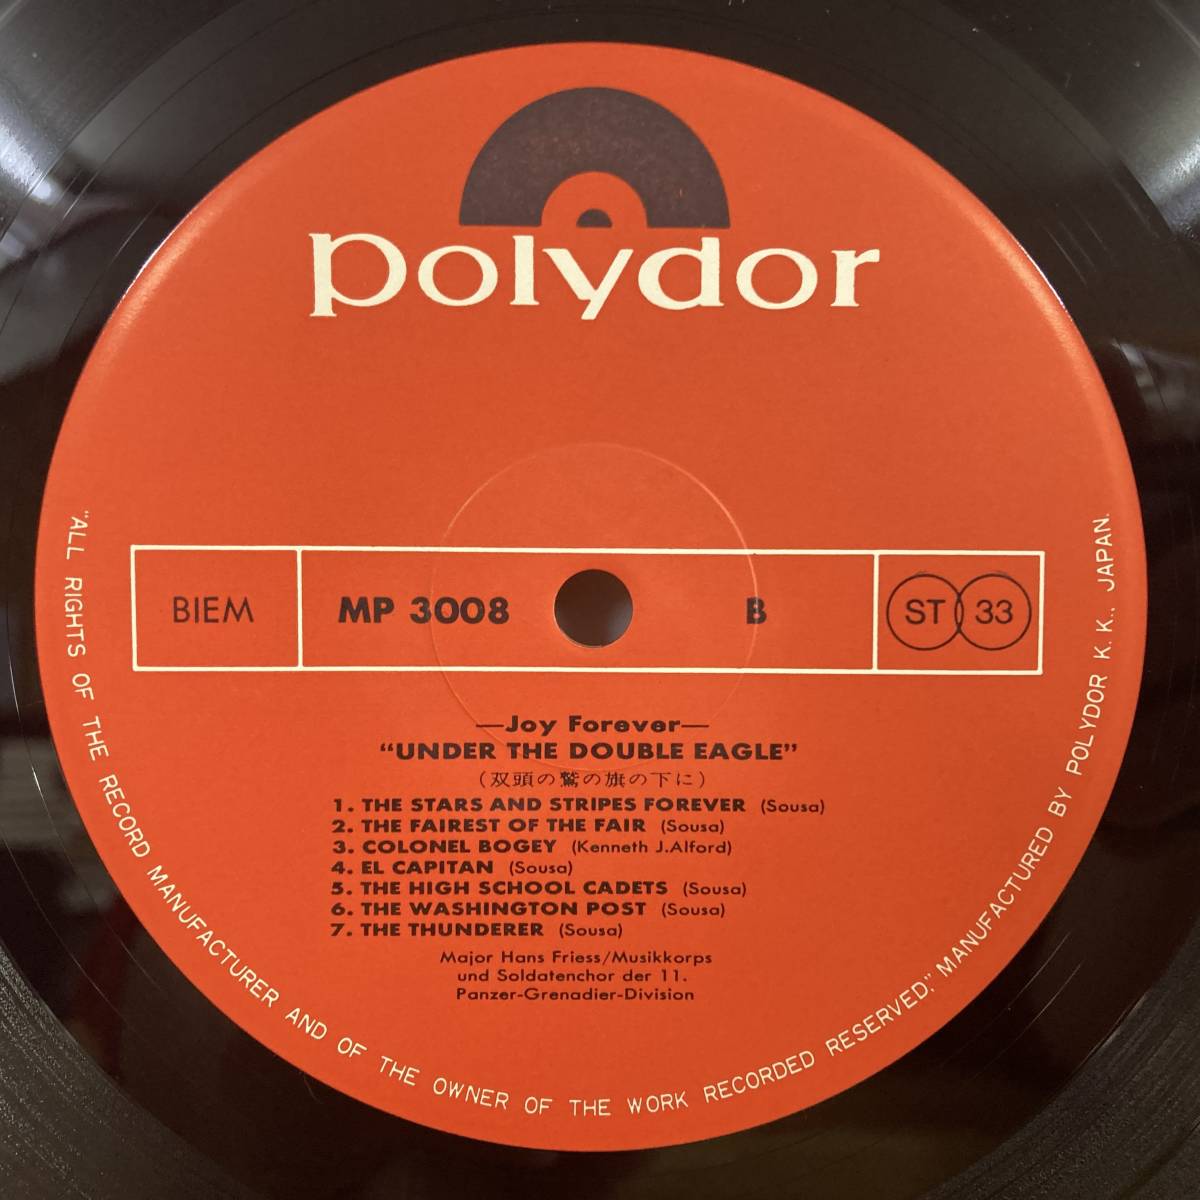 polydor
BIEM
MP 3008
B
ST 33
—Joy Forever—
“UNDER THE DOUBLE EAGLE”
(双頭の鷲の旗の下に)
1. THE STARS AND STRIPES FOREVER (Sousa)
2. THE FAIREST OF THE FAIR (Sousa)
3. COLONEL BOGEY (Kenneth J.Alford)
4. EL CAPITAN (Sousa)
5. THE HIGH SCHOOL CADETS (Sousa)
6. THE WASHINGTON POST (Sousa)
7. THE THUNDERER (Sousa)
Major Hans Friess/Musikkorps
und Soldatenchor der 11.
Panzer-Grenadier-Division
“ALL RIGHTS OF THE RECORD MANUFACTURER AND OF THE OWNER OF THE WORK RECORDED RESERVED,” MANUFACTURED BY POLYDOR K.K., JAPAN.